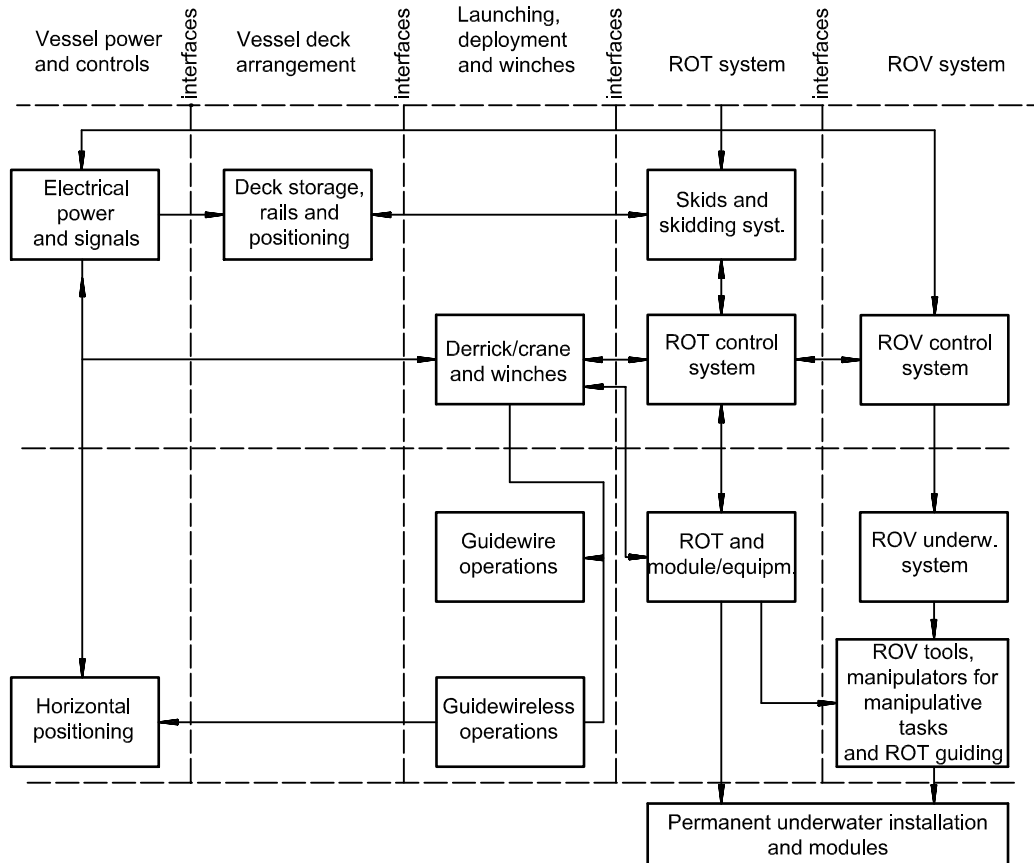 Vessel power
and controls
interfaces
Vessel deck
arrangement
interfaces
Launching,
deployment
and winches
interfaces
ROT system
interfaces
ROV system
Electrical
power
and signals
Deck storage,
rails and
positioning
Skids and
skidding syst.
Derrick/crane
and winches
ROT control
system
ROV control
system
Guidewire
operations
ROT and
module/equipm.
ROV underw.
system
Horizontal
positioning
Guidewireless
operations
ROV tools,
manipulators for
manipulative
tasks
and ROT guiding
Permanent underwater installation
and modules